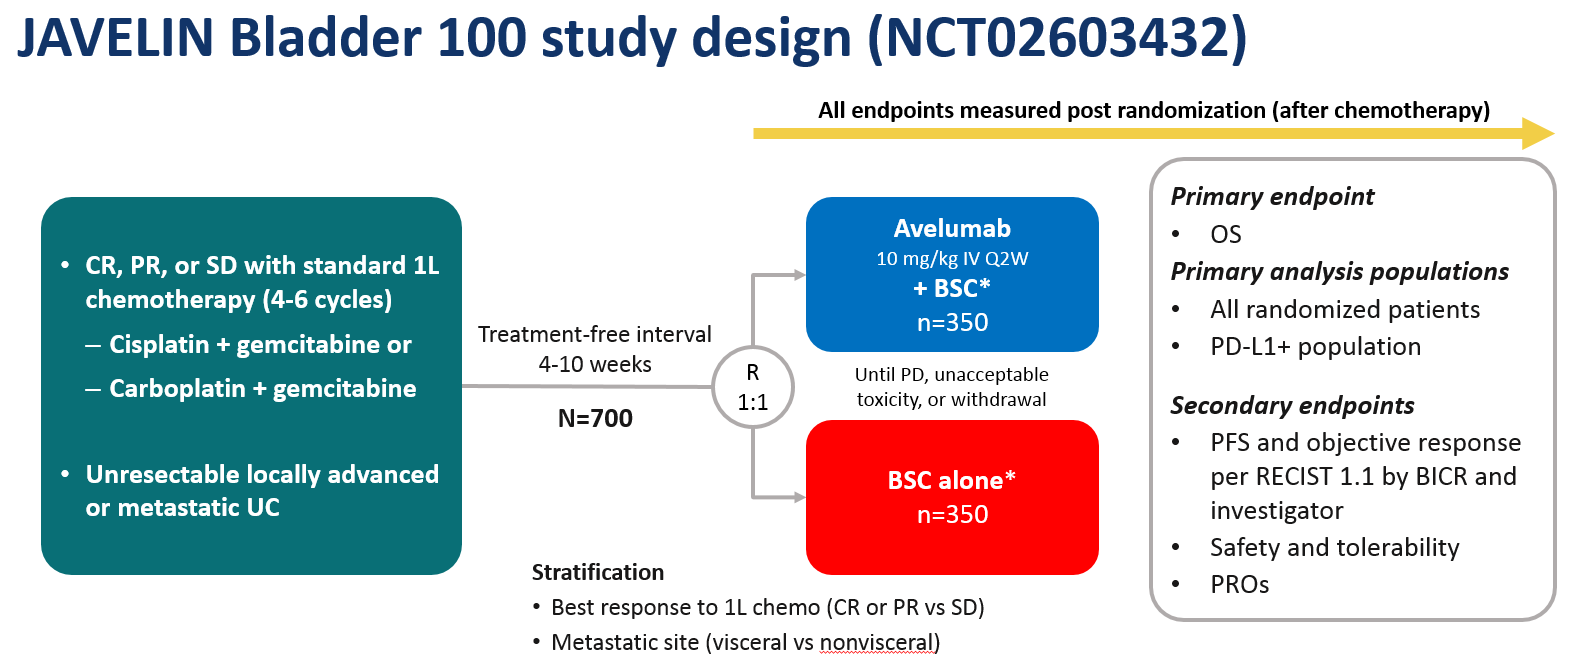 JAVELIN Bladder 100 study design (NCT02603432)
All endpoints measured post randomization (after chemotherapy)
• CR, PR, or SD with standard 1L
chemotherapy (4-6 cycles)
– Cisplatin + gemcitabine or
– Carboplatin + gemcitabine
• Unresectable locally advanced
or metastatic UC
Treatment-free interval
4-10 weeks
N=700
R
1:1
Avelumab
10 mg/kg IV Q2W
+ BSC*
n=350
Until PD, unacceptable
toxicity, or withdrawal
BSC alone*
n=350
Stratification
• Best response to 1L chemo (CR or PR vs SD)
• Metastatic site (visceral vs nonvisceral)
Primary endpoint
• OS
Primary analysis populations
• All randomized patients
• PD-L1+ population
Secondary endpoints
• PFS and objective response
per RECIST 1.1 by BICR and
investigator
• Safety and tolerability
• PROs